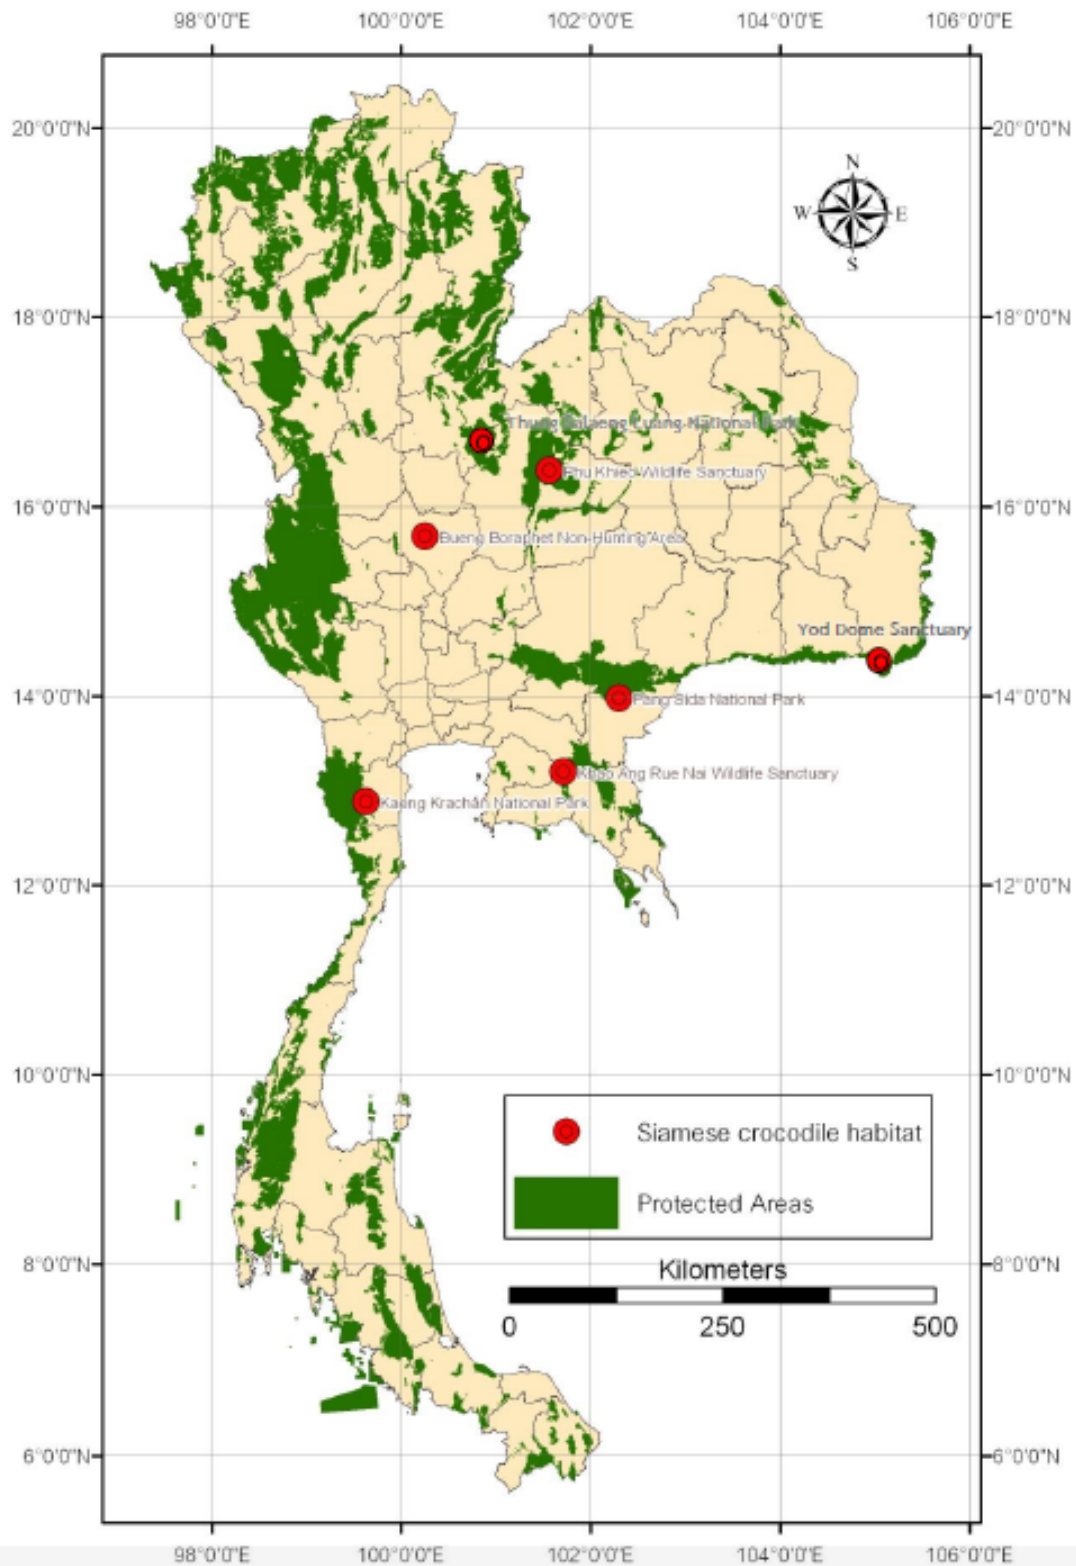 98°0'0"E 100°0'0"E 102°0'0"E 104°0'0"E 106°0'0"E
20°0'0"N 20°0'0"N
N
W E
S
18°0'0"N 18°0'0"N
Thung Salaeng Luang National Park
Phu Khieo Wildlife Sanctuary
16°0'0"N 16°0'0"N
Bueng Boraphet Non-Hunting Area
Yod Dome Sanctuary
14°0'0"N 14°0'0"N
Pang Sida National Park
Khao Ang Rue Nai Wildlife Sanctuary
Kaeng Krachan National Park
12°0'0"N 12°0'0"N
10°0'0"N 10°0'0"N
Siamese crocodile habitat
Protected Areas
8°0'0"N 8°0'0"N
Kilometers
0 250 500
6°0'0"N 6°0'0"N
98°0'0"E 100°0'0"E 102°0'0"E 104°0'0"E 106°0'0"E